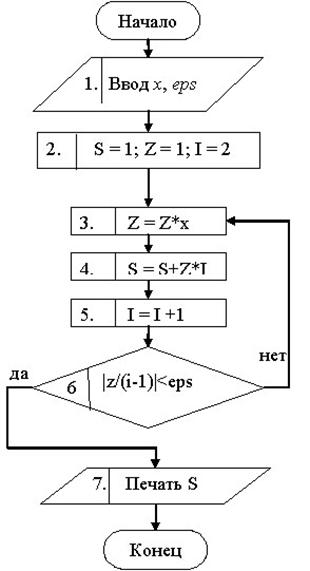 Начало
1. Ввод x, eps
2. S = 1; Z = 1; I = 2
3. Z = Z*x
4. S = S+Z*I
5. I = I +1
нет
да
6 |z/(i-1)|<eps
7. Печать S
Конец